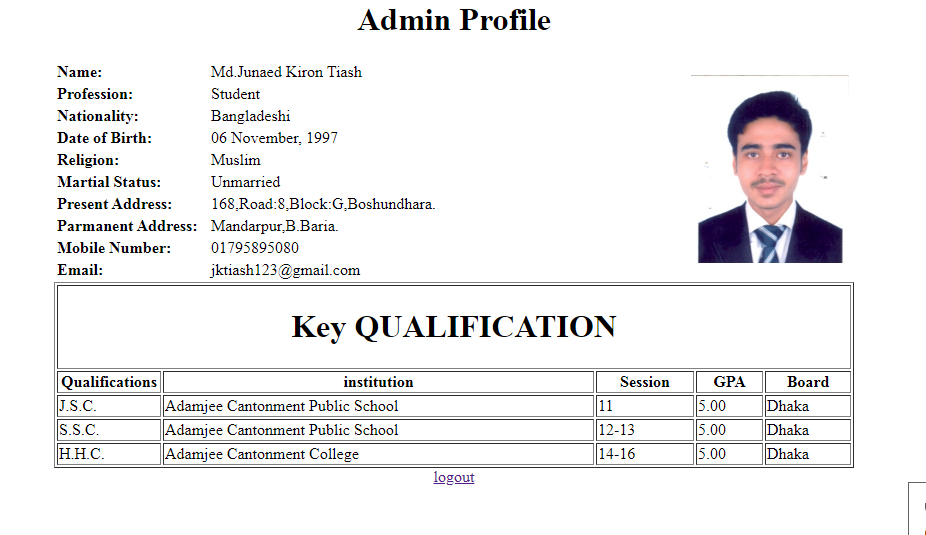 Admin Profile
Name: Md.Junaed Kiron Tiash
Profession: Student
Nationality: Bangladeshi
Date of Birth: 06 November, 1997
Religion: Muslim
Martial Status: Unmarried
Present Address: 168,Road:8,Block:G,Boshundhara.
Parmanent Address: Mandarpur,B.Baria.
Mobile Number: 01795895080
Email: jktiash123@gmail.com
Key QUALIFICATION
Qualifications institution Session GPA Board
J.S.C. Adamjee Cantonment Public School 11 5.00 Dhaka
S.S.C. Adamjee Cantonment Public School 12-13 5.00 Dhaka
H.H.C. Adamjee Cantonment College 14-16 5.00 Dhaka
logout